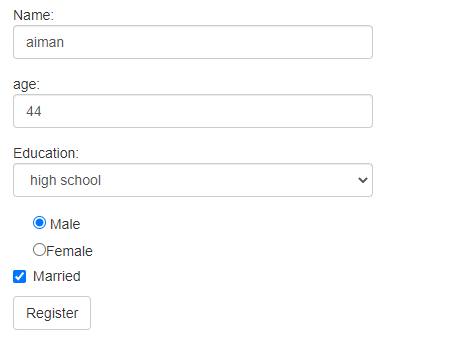 Name:
aiman
age:
44
Education:
high school
Male
Female
Married
Register